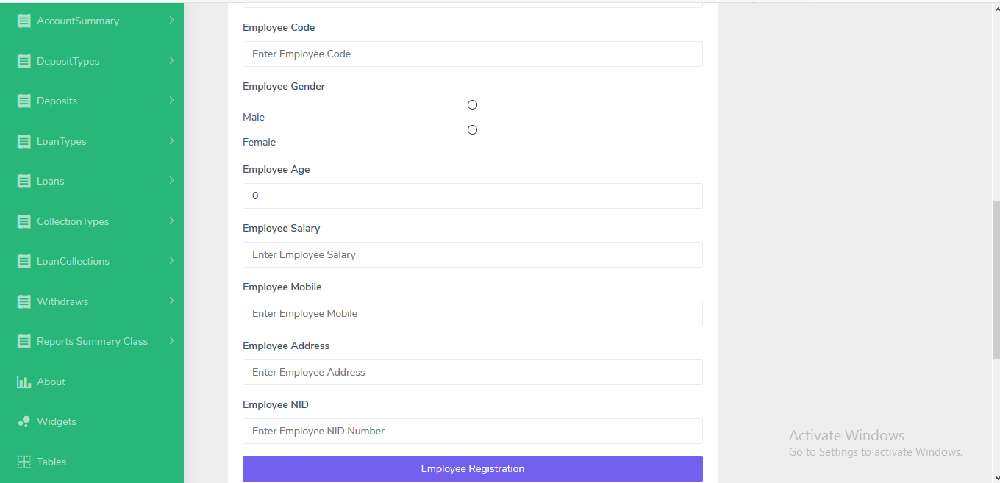 AccountSummary
DepositTypes
Deposits
LoanTypes
Loans
CollectionTypes
LoanCollections
Withdraws
Reports Summary Class
About
Widgets
Tables
Employee Code
Enter Employee Code
Employee Gender
Male
Female
Employee Age
0
Employee Salary
Enter Employee Salary
Employee Mobile
Enter Employee Mobile
Employee Address
Enter Employee Address
Employee NID
Enter Employee NID Number
Employee Registration
Activate Windows
Go to Settings to activate Windows.